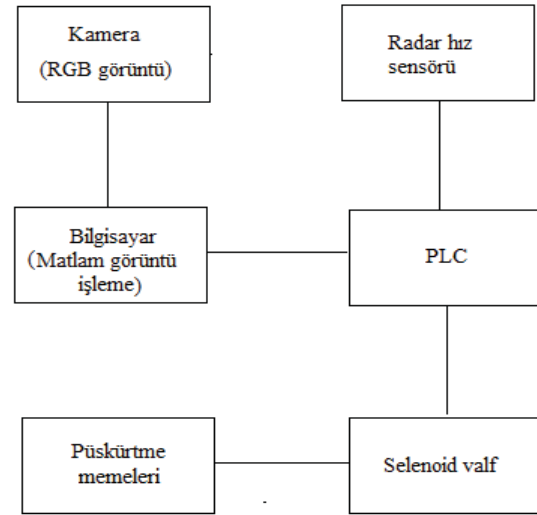 Kamera
(RGB görüntü)
Radar hız
sensörü
Bilgisayar
(Matlam görüntü
işleme)
PLC
Püskürtme
memeleri
Selenoid valf